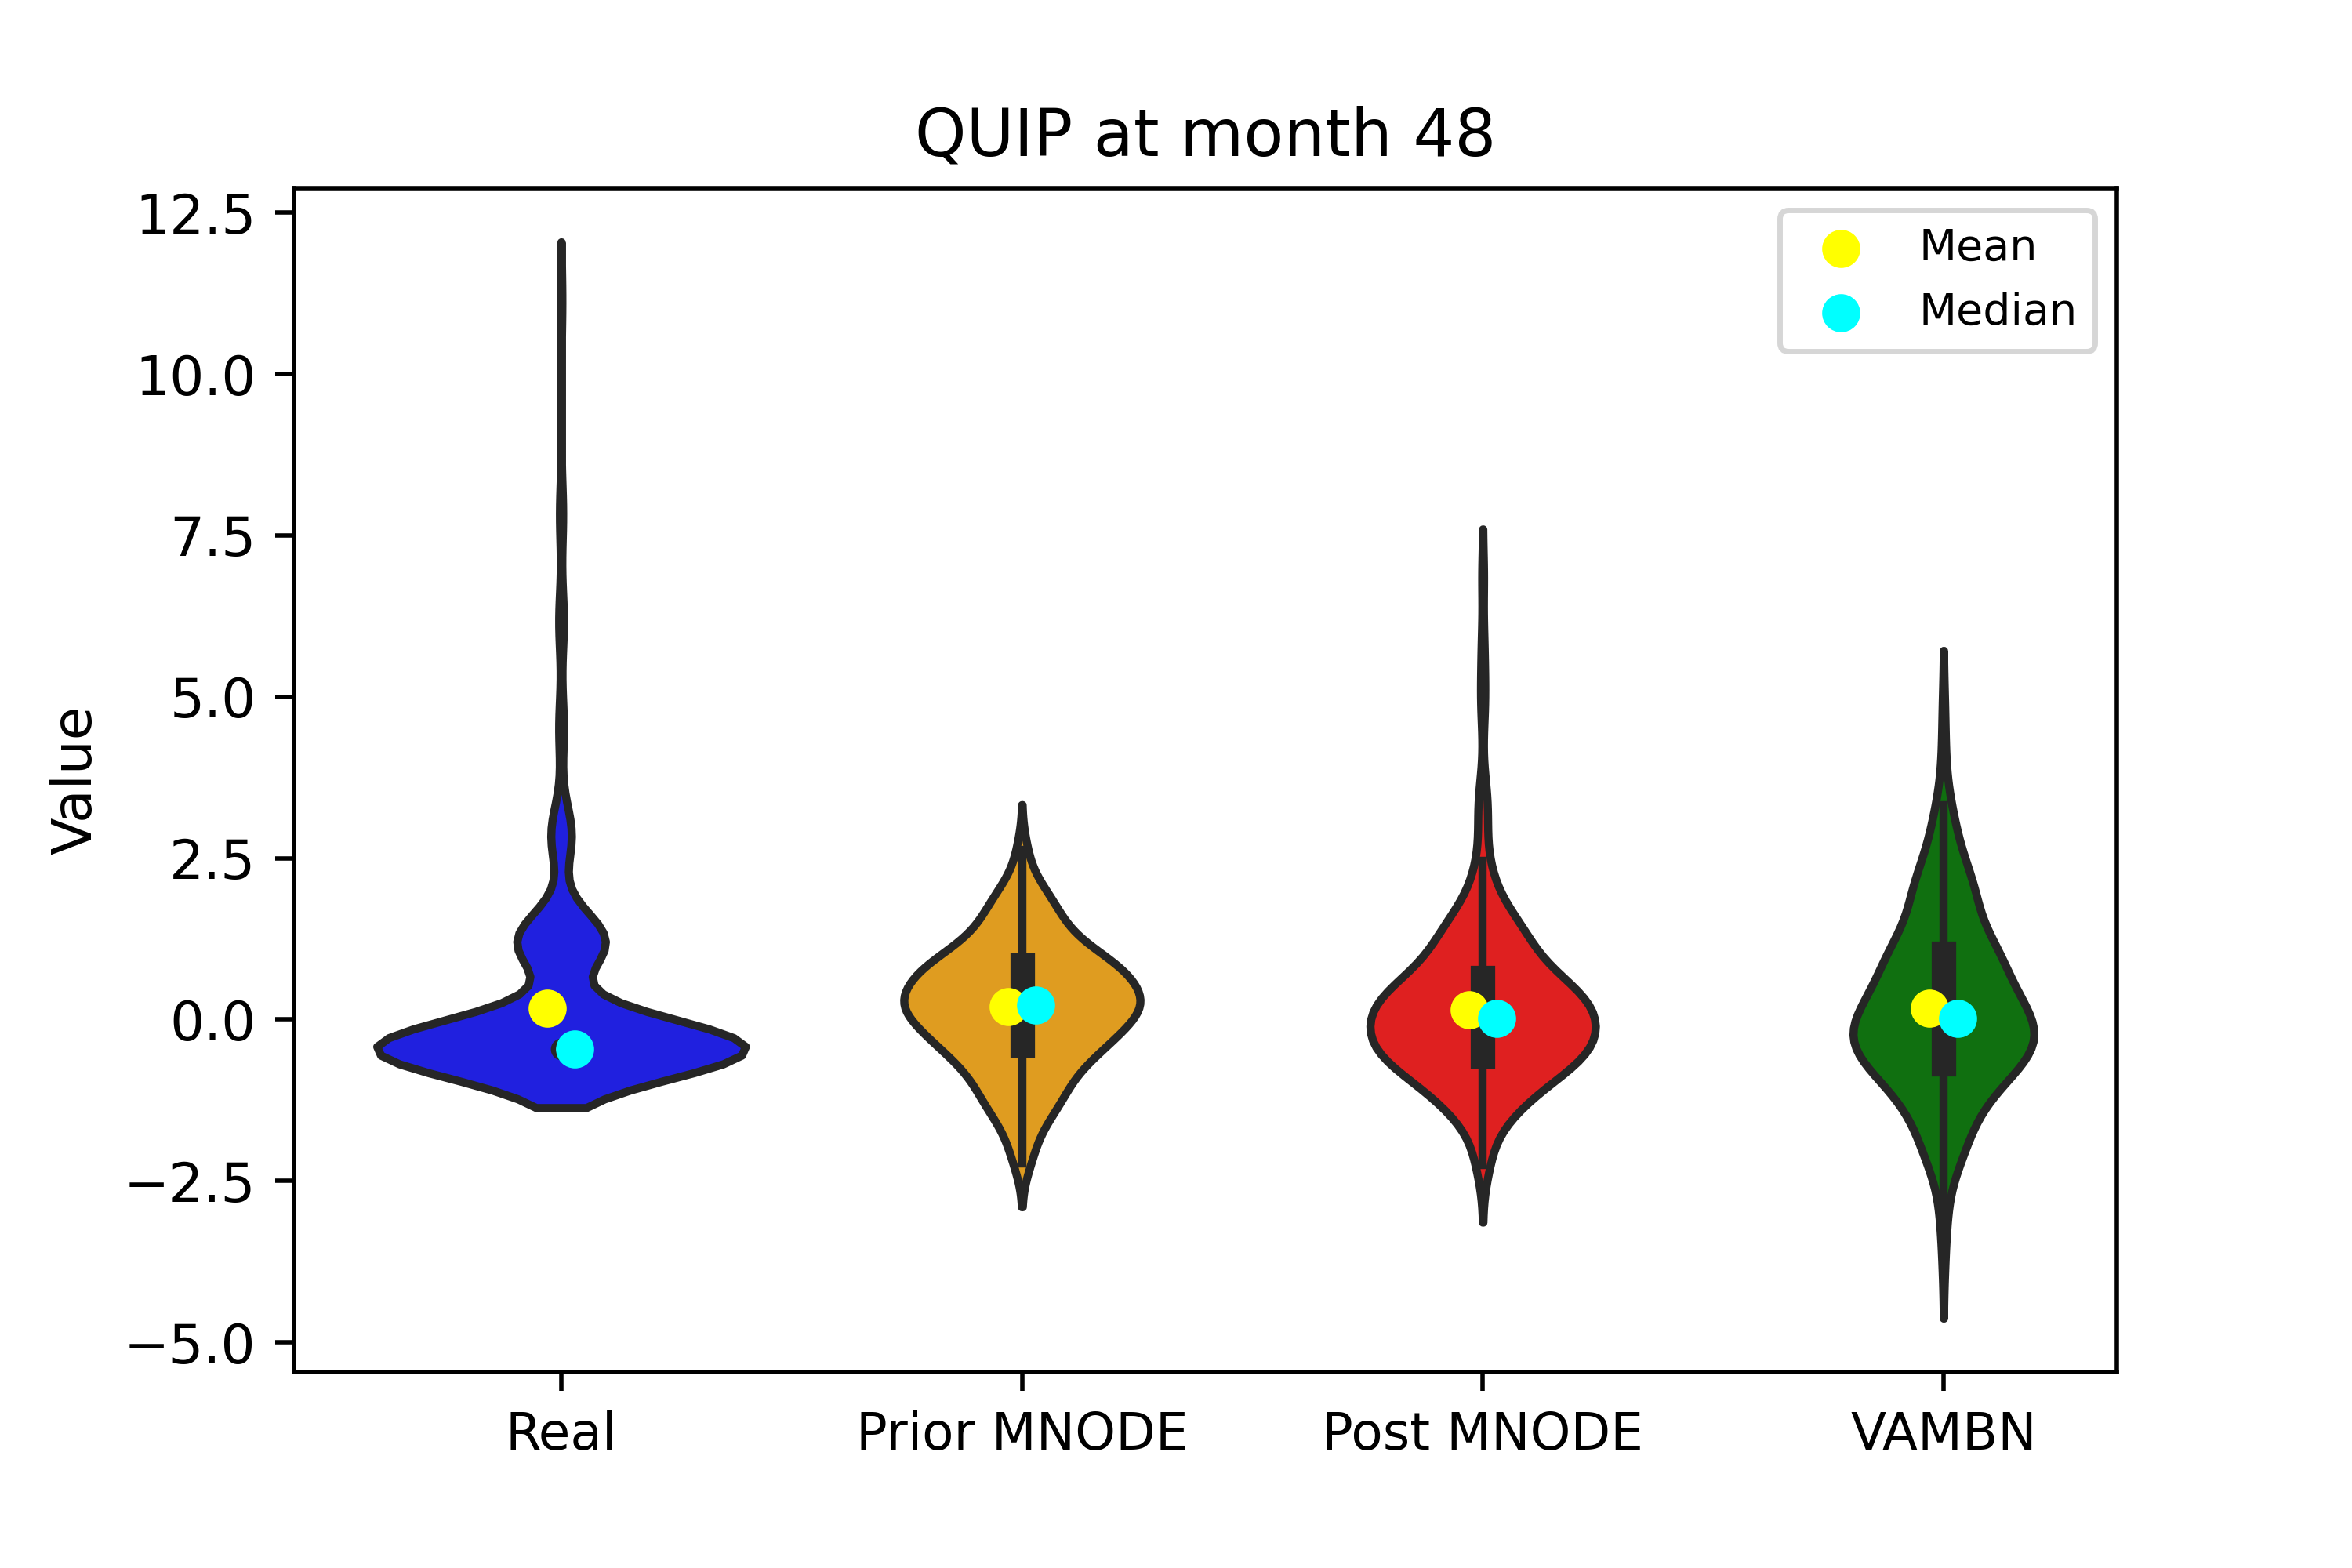 QUIP at month 48
12.5
10.0
7.5
5.0
2.5
0.0
−2.5
−5.0
Value
Mean
Median
Real
Prior MNODE
Post MNODE
VAMBN